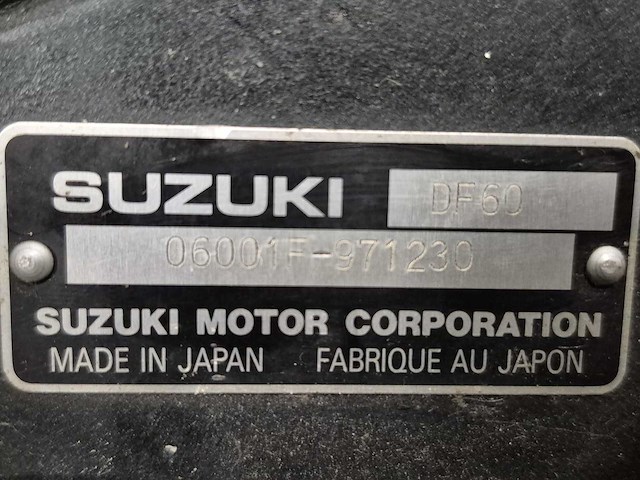 SUZUKI DF60
06001F-971230
SUZUKI MOTOR CORPORATION
MADE IN JAPAN FABRIQUE AU JAPON